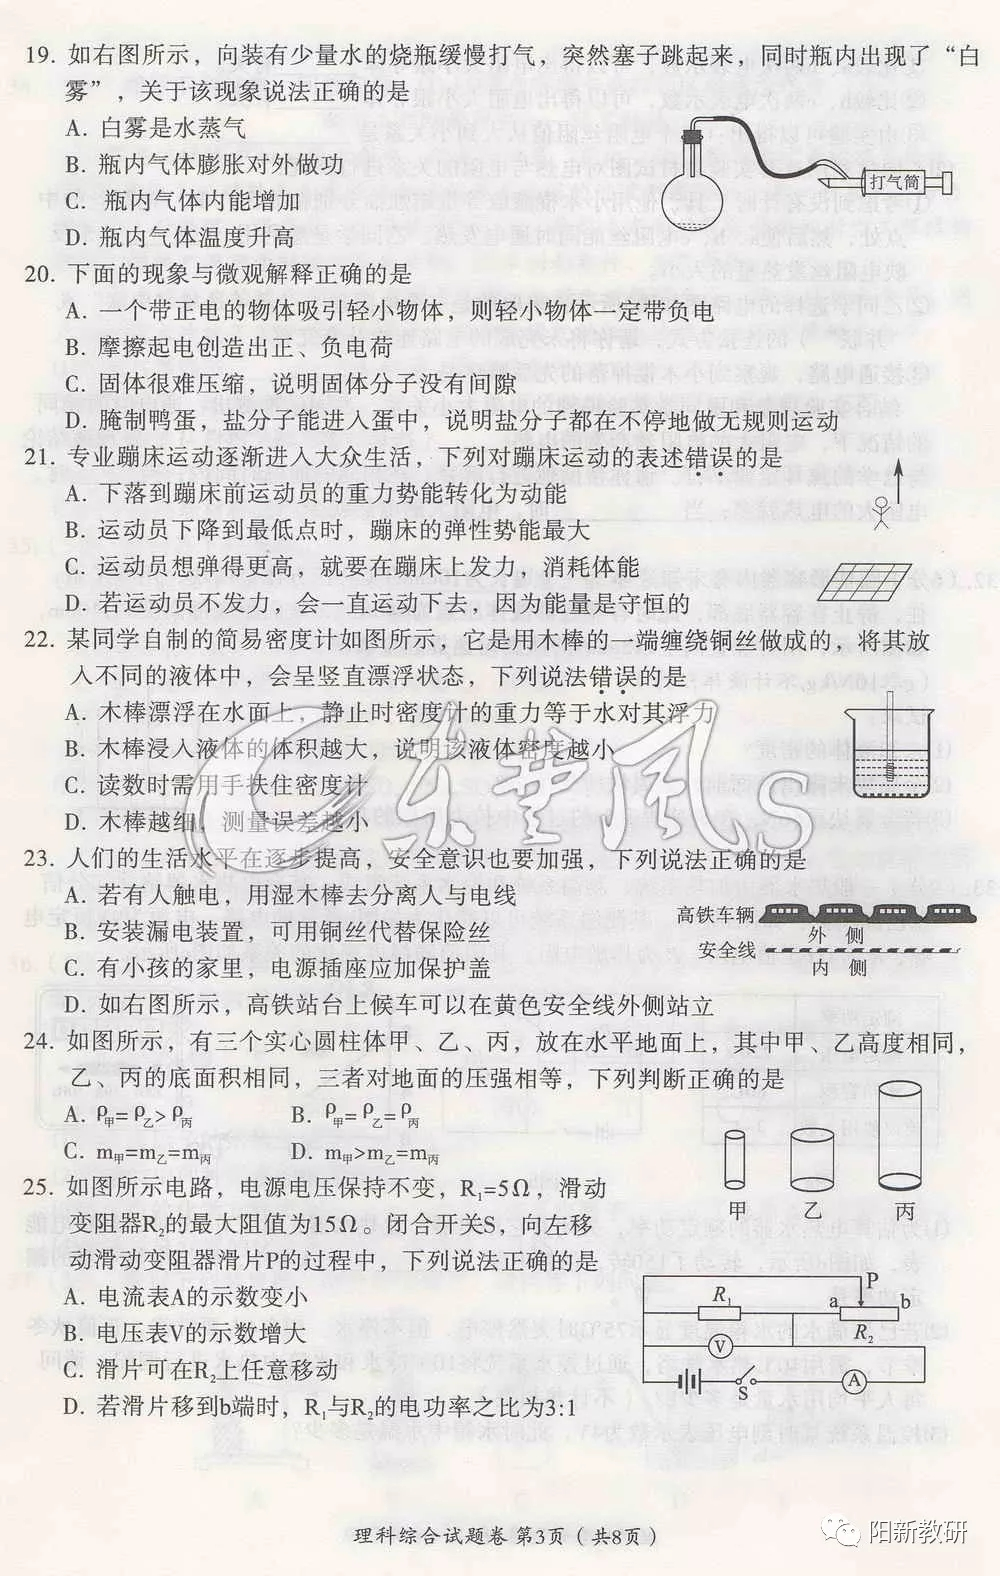 19. 如右图所示，向装有少量水的烧瓶缓慢打气，突然塞子跳起来，同时瓶内出现了“白
雾”，关于该现象说法正确的是
A. 白雾是水蒸气
B. 瓶内气体膨胀对外做功
C. 瓶内气体内能增加
D. 瓶内气体温度升高
打气筒
20. 下面的现象与微观解释正确的是
A. 一个带正电的物体吸引轻小物体，则轻小物体一定带负电
B. 摩擦起电创造出正、负电荷
C. 固体很难压缩，说明固体分子没有间隙
D. 腌制鸭蛋，盐分子能进入蛋中，说明盐分子都在不停地做无规则运动
21. 专业蹦床运动逐渐进入大众生活，下列对蹦床运动的表述错误的是
A. 下落到蹦床前运动员的重力势能转化为动能
B. 运动员下降到最低点时，蹦床的弹性势能最大
C. 运动员想弹得更高，就要在蹦床上发力，消耗体能
D. 若运动员不发力，会一直运动下去，因为能量是守恒的
22. 某同学自制的简易密度计如图所示，它是用木棒的一端缠绕铜丝做成的，将其放
入不同的液体中，会呈竖直漂浮状态，下列说法错误的是
A. 木棒漂浮在水面上，静止时密度计的重力等于水对其浮力
B. 木棒浸入液体的体积越大，说明该液体密度越小
C. 读数时需用手扶住密度计
D. 木棒越细，测量误差越小
23. 人们的生活水平在逐步提高，安全意识也要加强，下列说法正确的是
A. 若有人触电，用湿木棒去分离人与电线
B. 安装漏电装置，可用铜丝代替保险丝
C. 有小孩的家里，电源插座应加保护盖
D. 如右图所示，高铁站台上候车可以在黄色安全线外侧站立
高铁车辆
外 侧
安全线
内 侧
24. 如图所示，有三个实心圆柱体甲、乙、丙，放在水平地面上，其中甲、乙高度相同，
乙、丙的底面积相同，三者对地面的压强相等，下列判断正确的是
A. ρ甲=ρ乙>ρ丙 B. ρ甲=ρ乙=ρ丙
C. m甲=m乙=m丙 D. m甲>m乙=m丙
甲 乙 丙
25. 如图所示电路，电源电压保持不变，R₁=5Ω，滑动
变阻器R₂的最大阻值为15Ω。闭合开关S，向左移
动滑动变阻器滑片P的过程中，下列说法正确的是
A. 电流表A的示数变小
B. 电压表V的示数增大
C. 滑片可在R₂上任意移动
D. 若滑片移到b端时，R₁与R₂的电功率之比为3:1
P
R₁ a b
R₂
V
S A
理科综合试题卷 第3页（共8页）
阳新教研